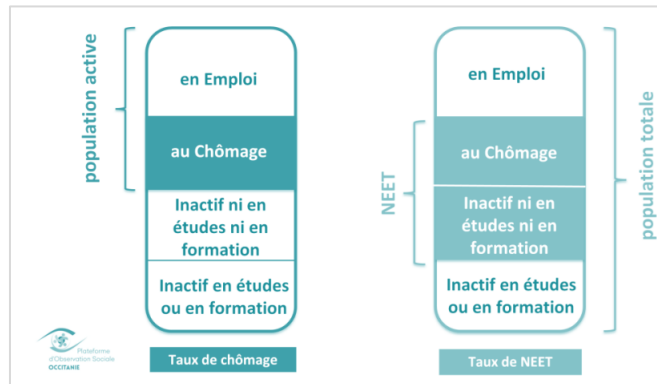 population active
en Emploi
au Chômage
Inactif ni en
études ni en
formation
Inactif en études
ou en formation
Taux de chômage
NEET
en Emploi
au Chômage
Inactif ni en
études ni en
formation
Inactif en études
ou en formation
population totale
Taux de NEET
Plateforme
d'Observation Sociale
OCCITANIE